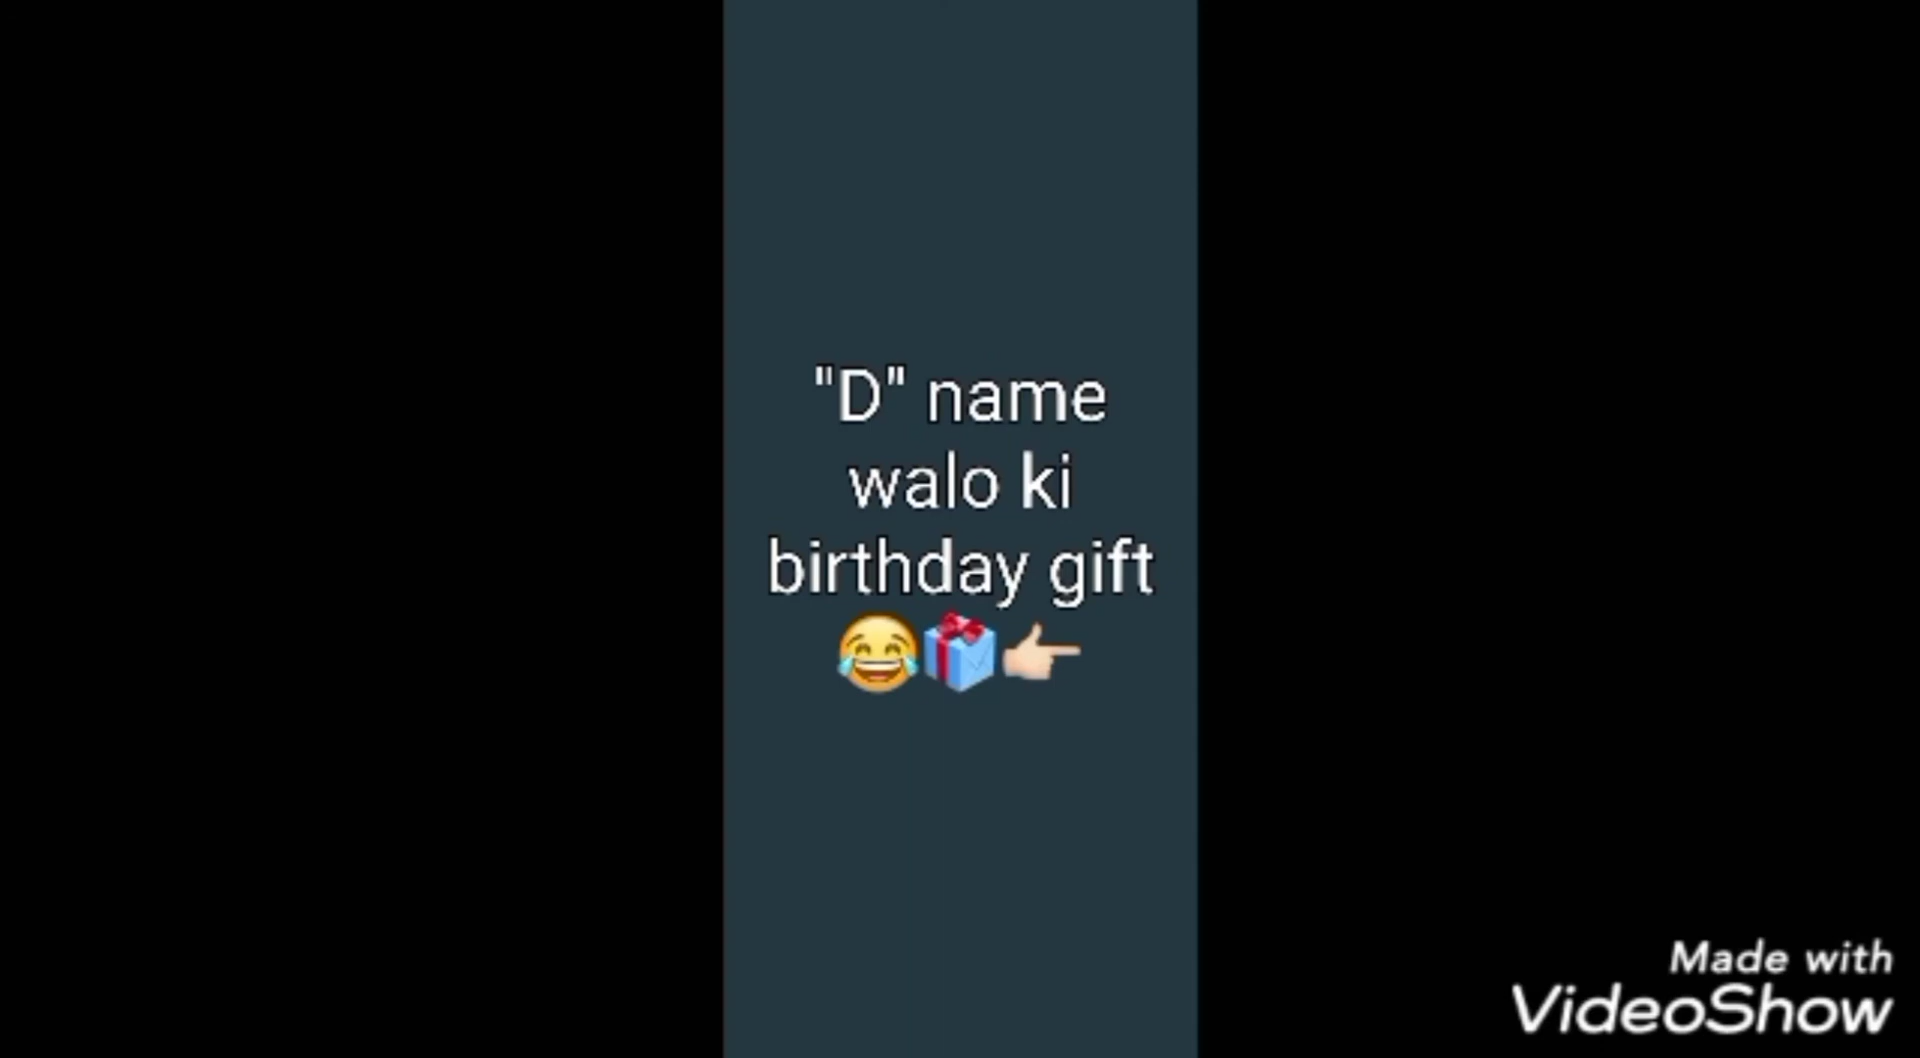 "D" name
walo ki
birthday gift
😂🎁👉🏻
Made with
VideoShow